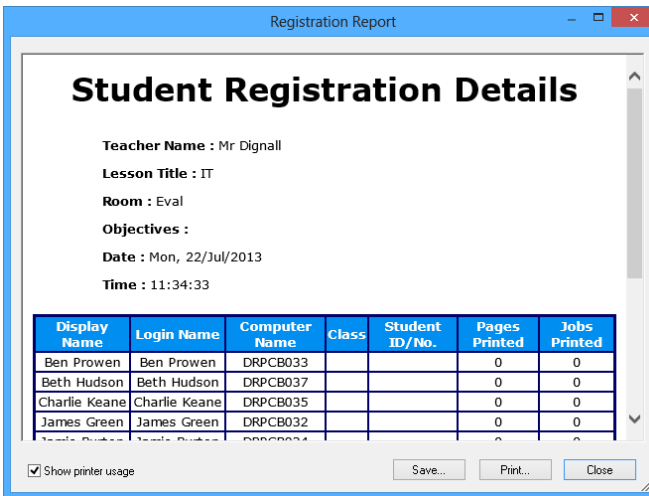 Registration Report
Student Registration Details
Teacher Name : Mr Dignall
Lesson Title : IT
Room : Eval
Objectives :
Date : Mon, 22/Jul/2013
Time : 11:34:33
Display Name Login Name Computer Name Class Student ID/No. Pages Printed Jobs Printed
Ben Prowen Ben Prowen DRPCB033 0 0
Beth Hudson Beth Hudson DRPCB037 0 0
Charlie Keane Charlie Keane DRPCB035 0 0
James Green James Green DRPCB032 0 0
Show printer usage Save... Print... Close